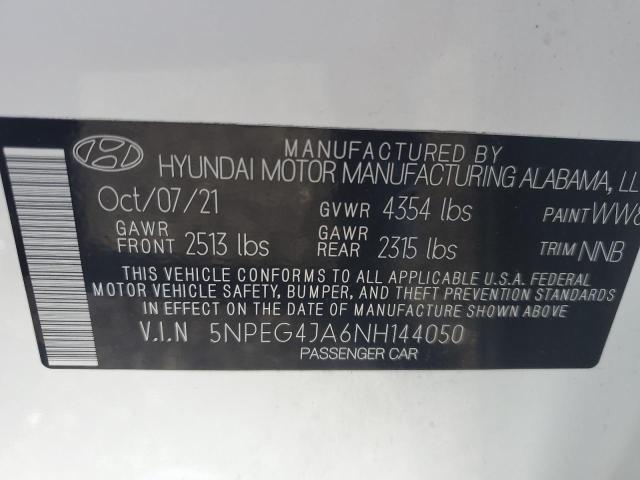 MANUFACTURED BY
HYUNDAI MOTOR MANUFACTURING ALABAMA, LL
Oct/07/21 GVWR 4354 lbs PAINT WW8
GAWR FRONT 2513 lbs GAWR REAR 2315 lbs TRIM NNB
THIS VEHICLE CONFORMS TO ALL APPLICABLE U.S.A. FEDERAL
MOTOR VEHICLE SAFETY, BUMPER, AND THEFT PREVENTION STANDARDS
IN EFFECT ON THE DATE OF MANUFACTURE SHOWN ABOVE
V.I.N 5NPEG4JA6NH144050
PASSENGER CAR